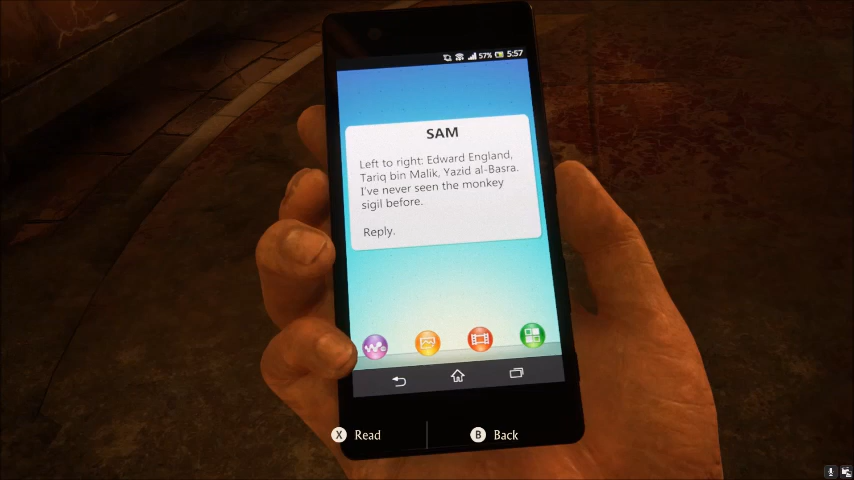 57% 5:57
SAM
Left to right: Edward England,
Tariq bin Malik, Yazid al-Basra.
I've never seen the monkey
sigil before.
Reply.
X Read B Back